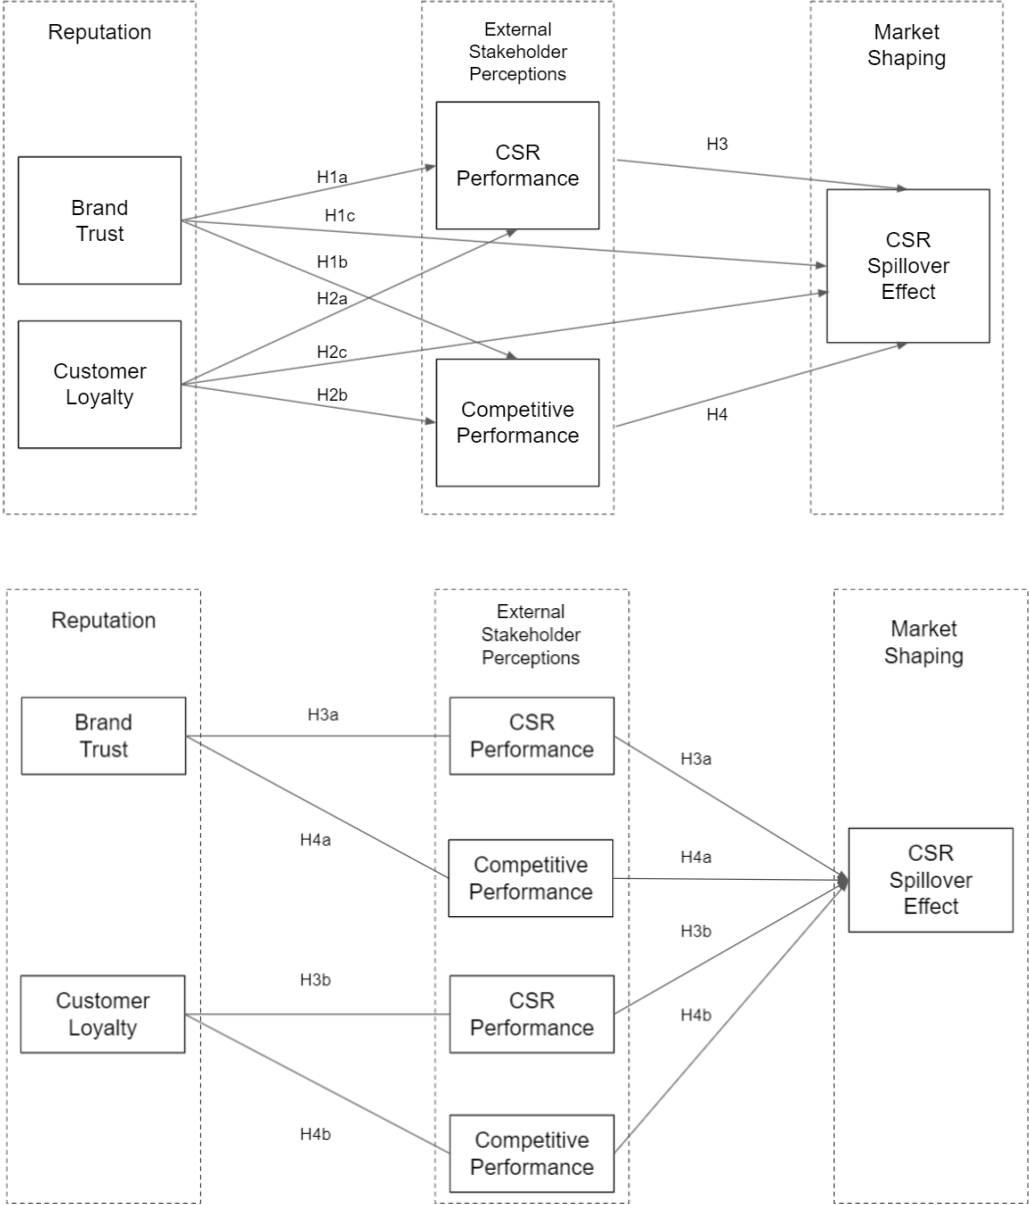 Reputation
External
Stakeholder
Perceptions
Market
Shaping
Brand
Trust
Customer
Loyalty
H1a
H1c
H1b
H2a
H2c
H2b
CSR
Performance
Competitive
Performance
H3
H4
CSR
Spillover
Effect
Reputation
External
Stakeholder
Perceptions
Market
Shaping
Brand
Trust
Customer
Loyalty
H3a
H4a
H3b
H4b
CSR
Performance
Competitive
Performance
CSR
Performance
Competitive
Performance
H3a
H4a
H3b
H4b
CSR
Spillover
Effect